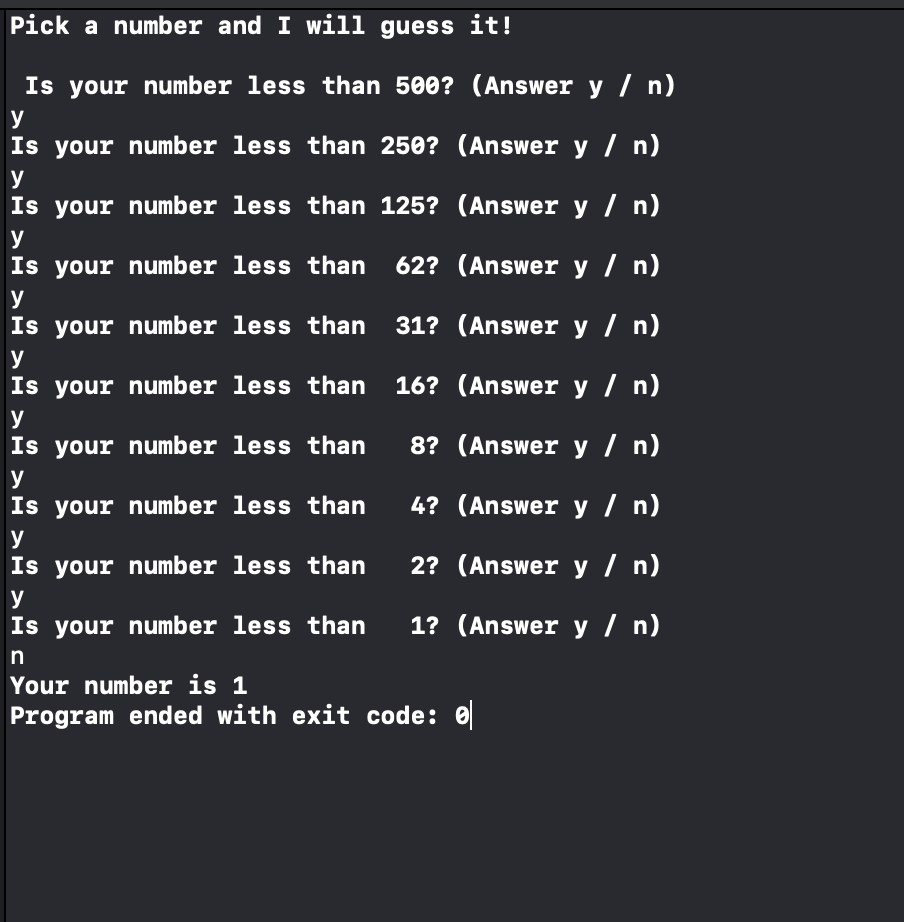 Pick a number and I will guess it!
 Is your number less than 500? (Answer y / n)
y
Is your number less than 250? (Answer y / n)
y
Is your number less than 125? (Answer y / n)
y
Is your number less than  62? (Answer y / n)
y
Is your number less than  31? (Answer y / n)
y
Is your number less than  16? (Answer y / n)
y
Is your number less than   8? (Answer y / n)
y
Is your number less than   4? (Answer y / n)
y
Is your number less than   2? (Answer y / n)
y
Is your number less than   1? (Answer y / n)
n
Your number is 1
Program ended with exit code: 0